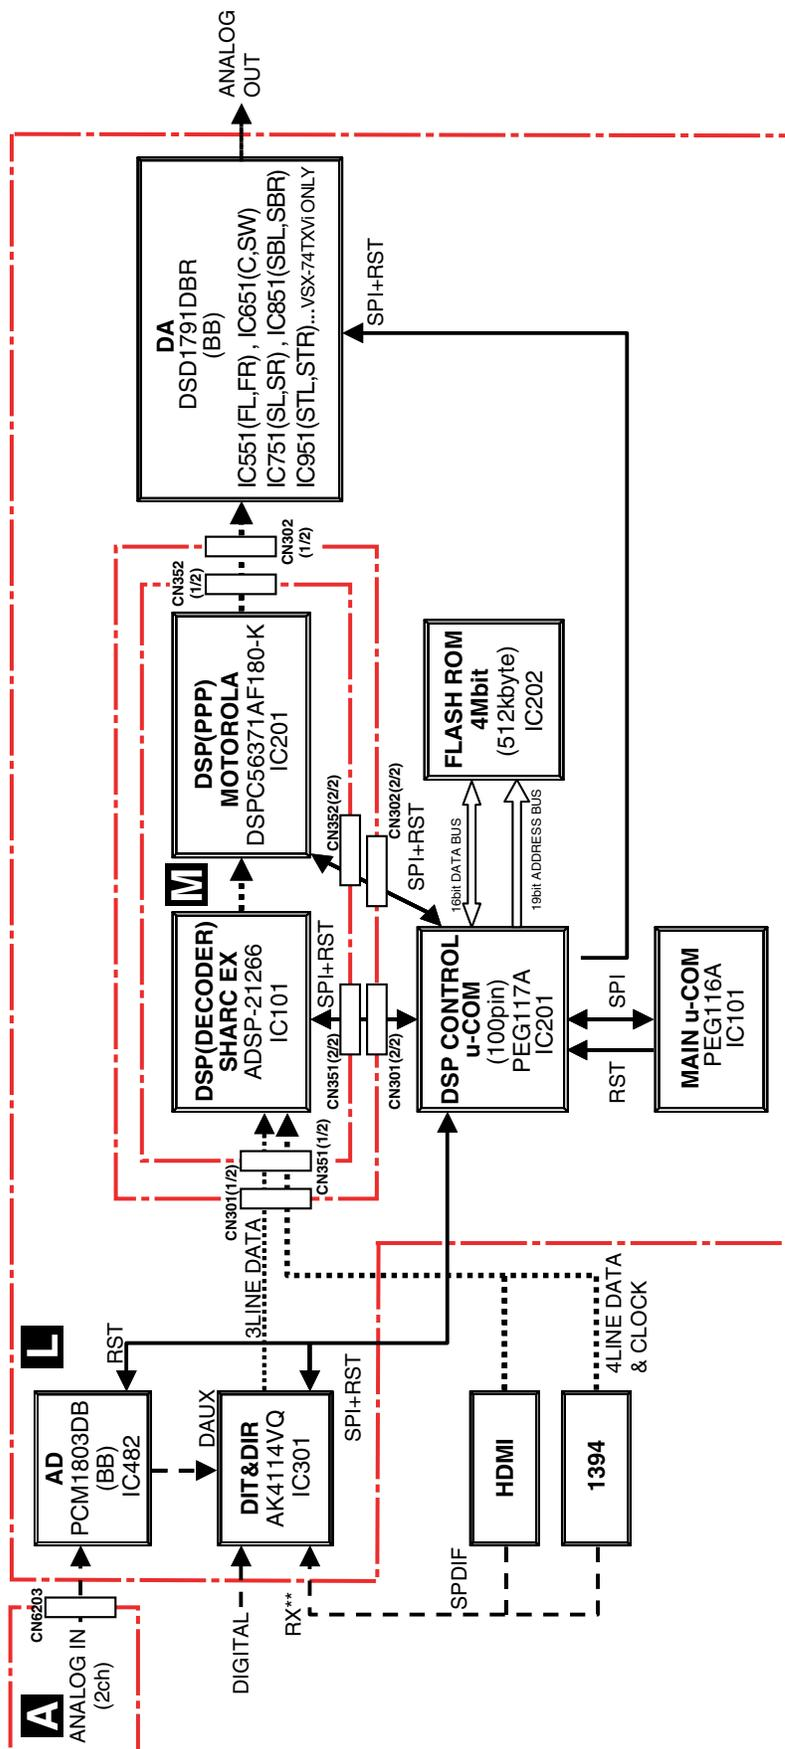 A
ANALOG IN
(2ch)
CN6203
L
AD
PCM1803DB
(BB)
IC482
RST
DAUX
DIGITAL
RX**
DIT&DIR
AK4114VQ
IC301
SPI+RST
3LINE DATA
SPDIF
HDMI
1394
4LINE DATA
& CLOCK
CN301(1/2)
CN351(1/2)
M
DSP(DECODER)
SHARC EX
ADSP-21266
IC101
SPI+RST
CN351(2/2)
CN301(2/2)
DSP(PPP)
MOTOROLA
DSPC56371AF180-K
IC201
CN352
(1/2)
CN302
(1/2)
CN352(2/2)
CN302(2/2)
SPI+RST
DSP CONTROL
u-COM
(100pin)
PEG117A
IC201
16bit DATA BUS
19bit ADDRESS BUS
FLASH ROM
4Mbit
(512kbyte)
IC202
RST
SPI
MAIN u-COM
PEG116A
IC101
DA
DSD1791DBR
(BB)
IC551(FL,FR) , IC651(C,SW)
IC751(SL,SR) , IC851(SBL,SBR)
IC951(STL,STR)...VSX-74TXVi ONLY
SPI+RST
ANALOG
OUT